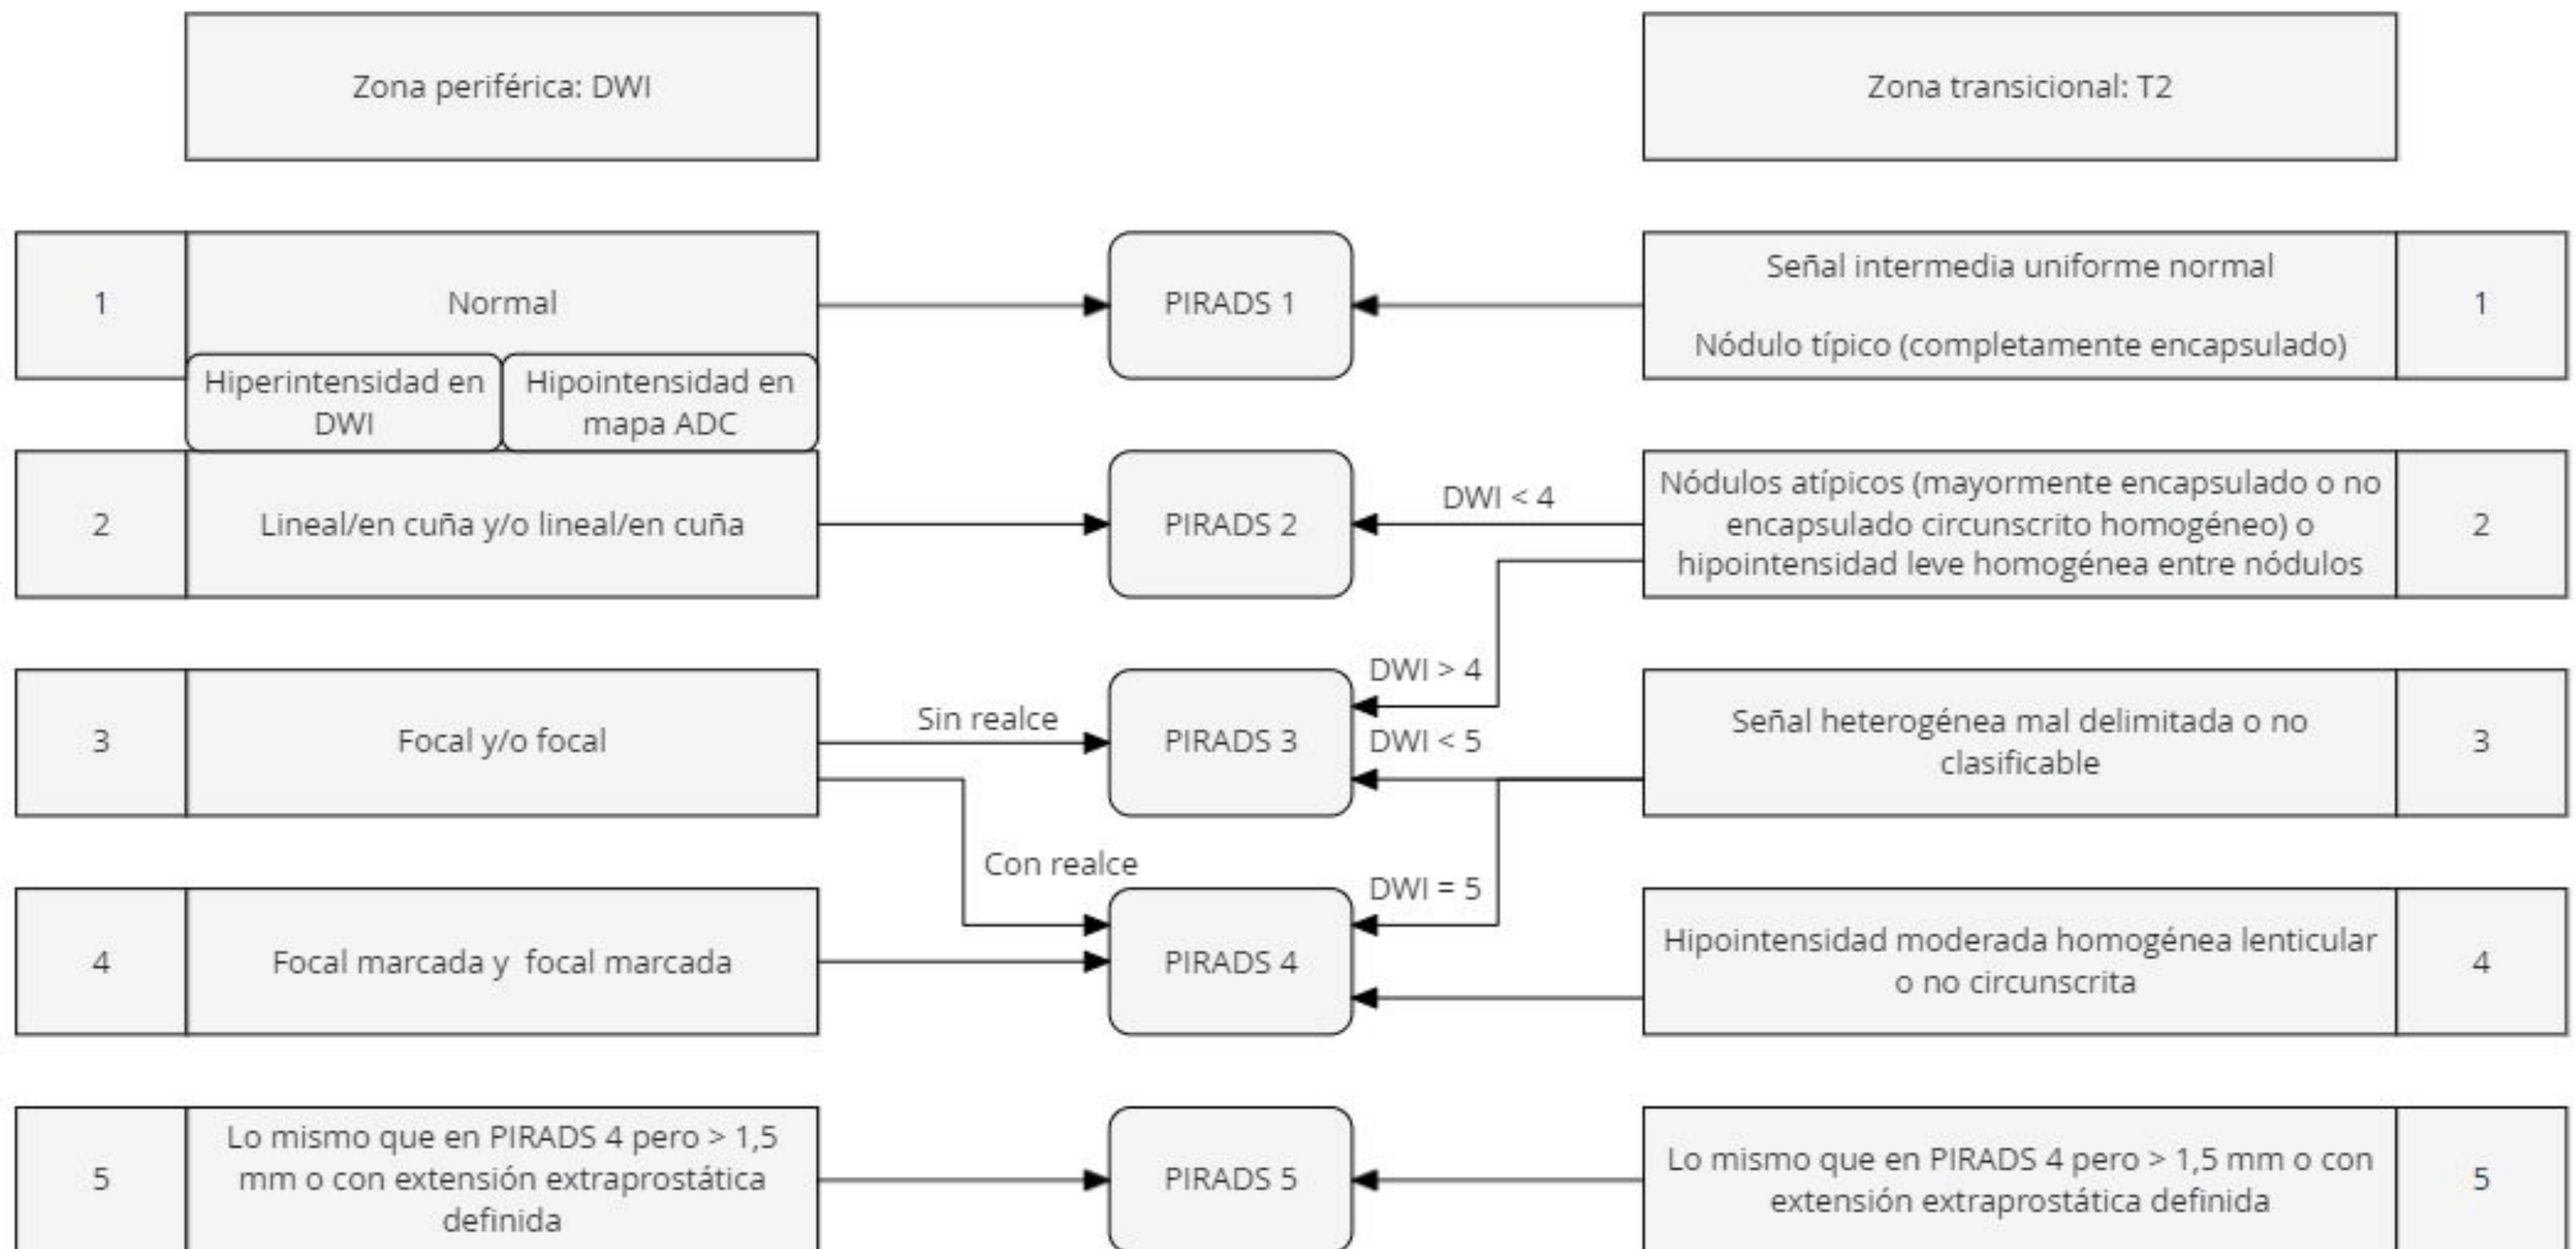 Zona periférica: DWI
Zona transicional: T2
1
Normal
PIRADS 1
Señal intermedia uniforme normal
Nódulo típico (completamente encapsulado)
1
Hiperintensidad en
DWI
Hipointensidad en
mapa ADC
2
Lineal/en cuña y/o lineal/en cuña
PIRADS 2
DWI < 4
Nódulos atípicos (mayormente encapsulado o no
encapsulado circunscrito homogéneo) o
hipointensidad leve homogénea entre nódulos
2
3
Focal y/o focal
Sin realce
PIRADS 3
DWI > 4
DWI < 5
Señal heterogénea mal delimitada o no
clasificable
3
Con realce
DWI = 5
4
Focal marcada y  focal marcada
PIRADS 4
Hipointensidad moderada homogénea lenticular
o no circunscrita
4
5
Lo mismo que en PIRADS 4 pero > 1,5
mm o con extensión extraprostática
definida
PIRADS 5
Lo mismo que en PIRADS 4 pero > 1,5 mm o con
extensión extraprostática definida
5